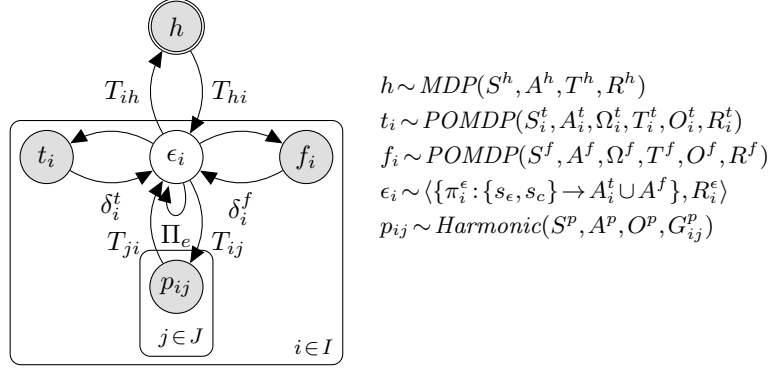 h
T_{ih} T_{hi}
t_i ϵ_i f_i
δ_i^t δ_i^f
Π_e
T_{ji} T_{ij}
p_{ij}
j∈J
i∈I
h∼MDP(S^h, A^h, T^h, R^h)
t_i∼POMDP(S_i^t, A_i^t, Ω_i^t, T_i^t, O_i^t, R_i^t)
f_i∼POMDP(S^f, A^f, Ω^f, T^f, O^f, R^f)
ϵ_i∼⟨{π_i^ϵ : {s_ϵ, s_c}→A_i^t∪A^f}, R_i^ϵ⟩
p_{ij}∼Harmonic(S^p, A^p, O^p, G_{ij}^p)